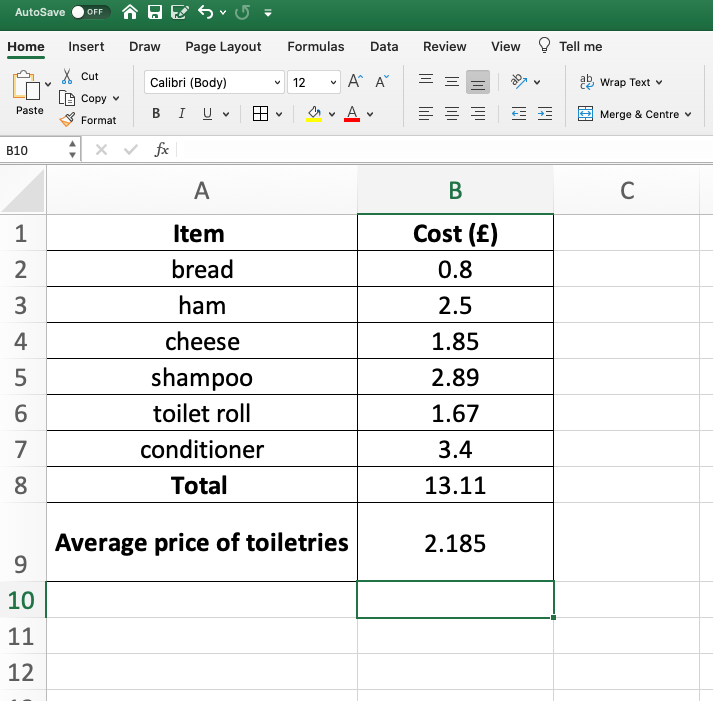 AutoSave OFF
Home Insert Draw Page Layout Formulas Data Review View Tell me
Paste
Cut
Copy
Format
Calibri (Body) 12 A^ A˅
B I U A
ab Wrap Text
c
Merge & Centre
B10 fx
A B C
1 Item Cost (£)
2 bread 0.8
3 ham 2.5
4 cheese 1.85
5 shampoo 2.89
6 toilet roll 1.67
7 conditioner 3.4
8 Total 13.11
9 Average price of toiletries 2.185
10
11
12